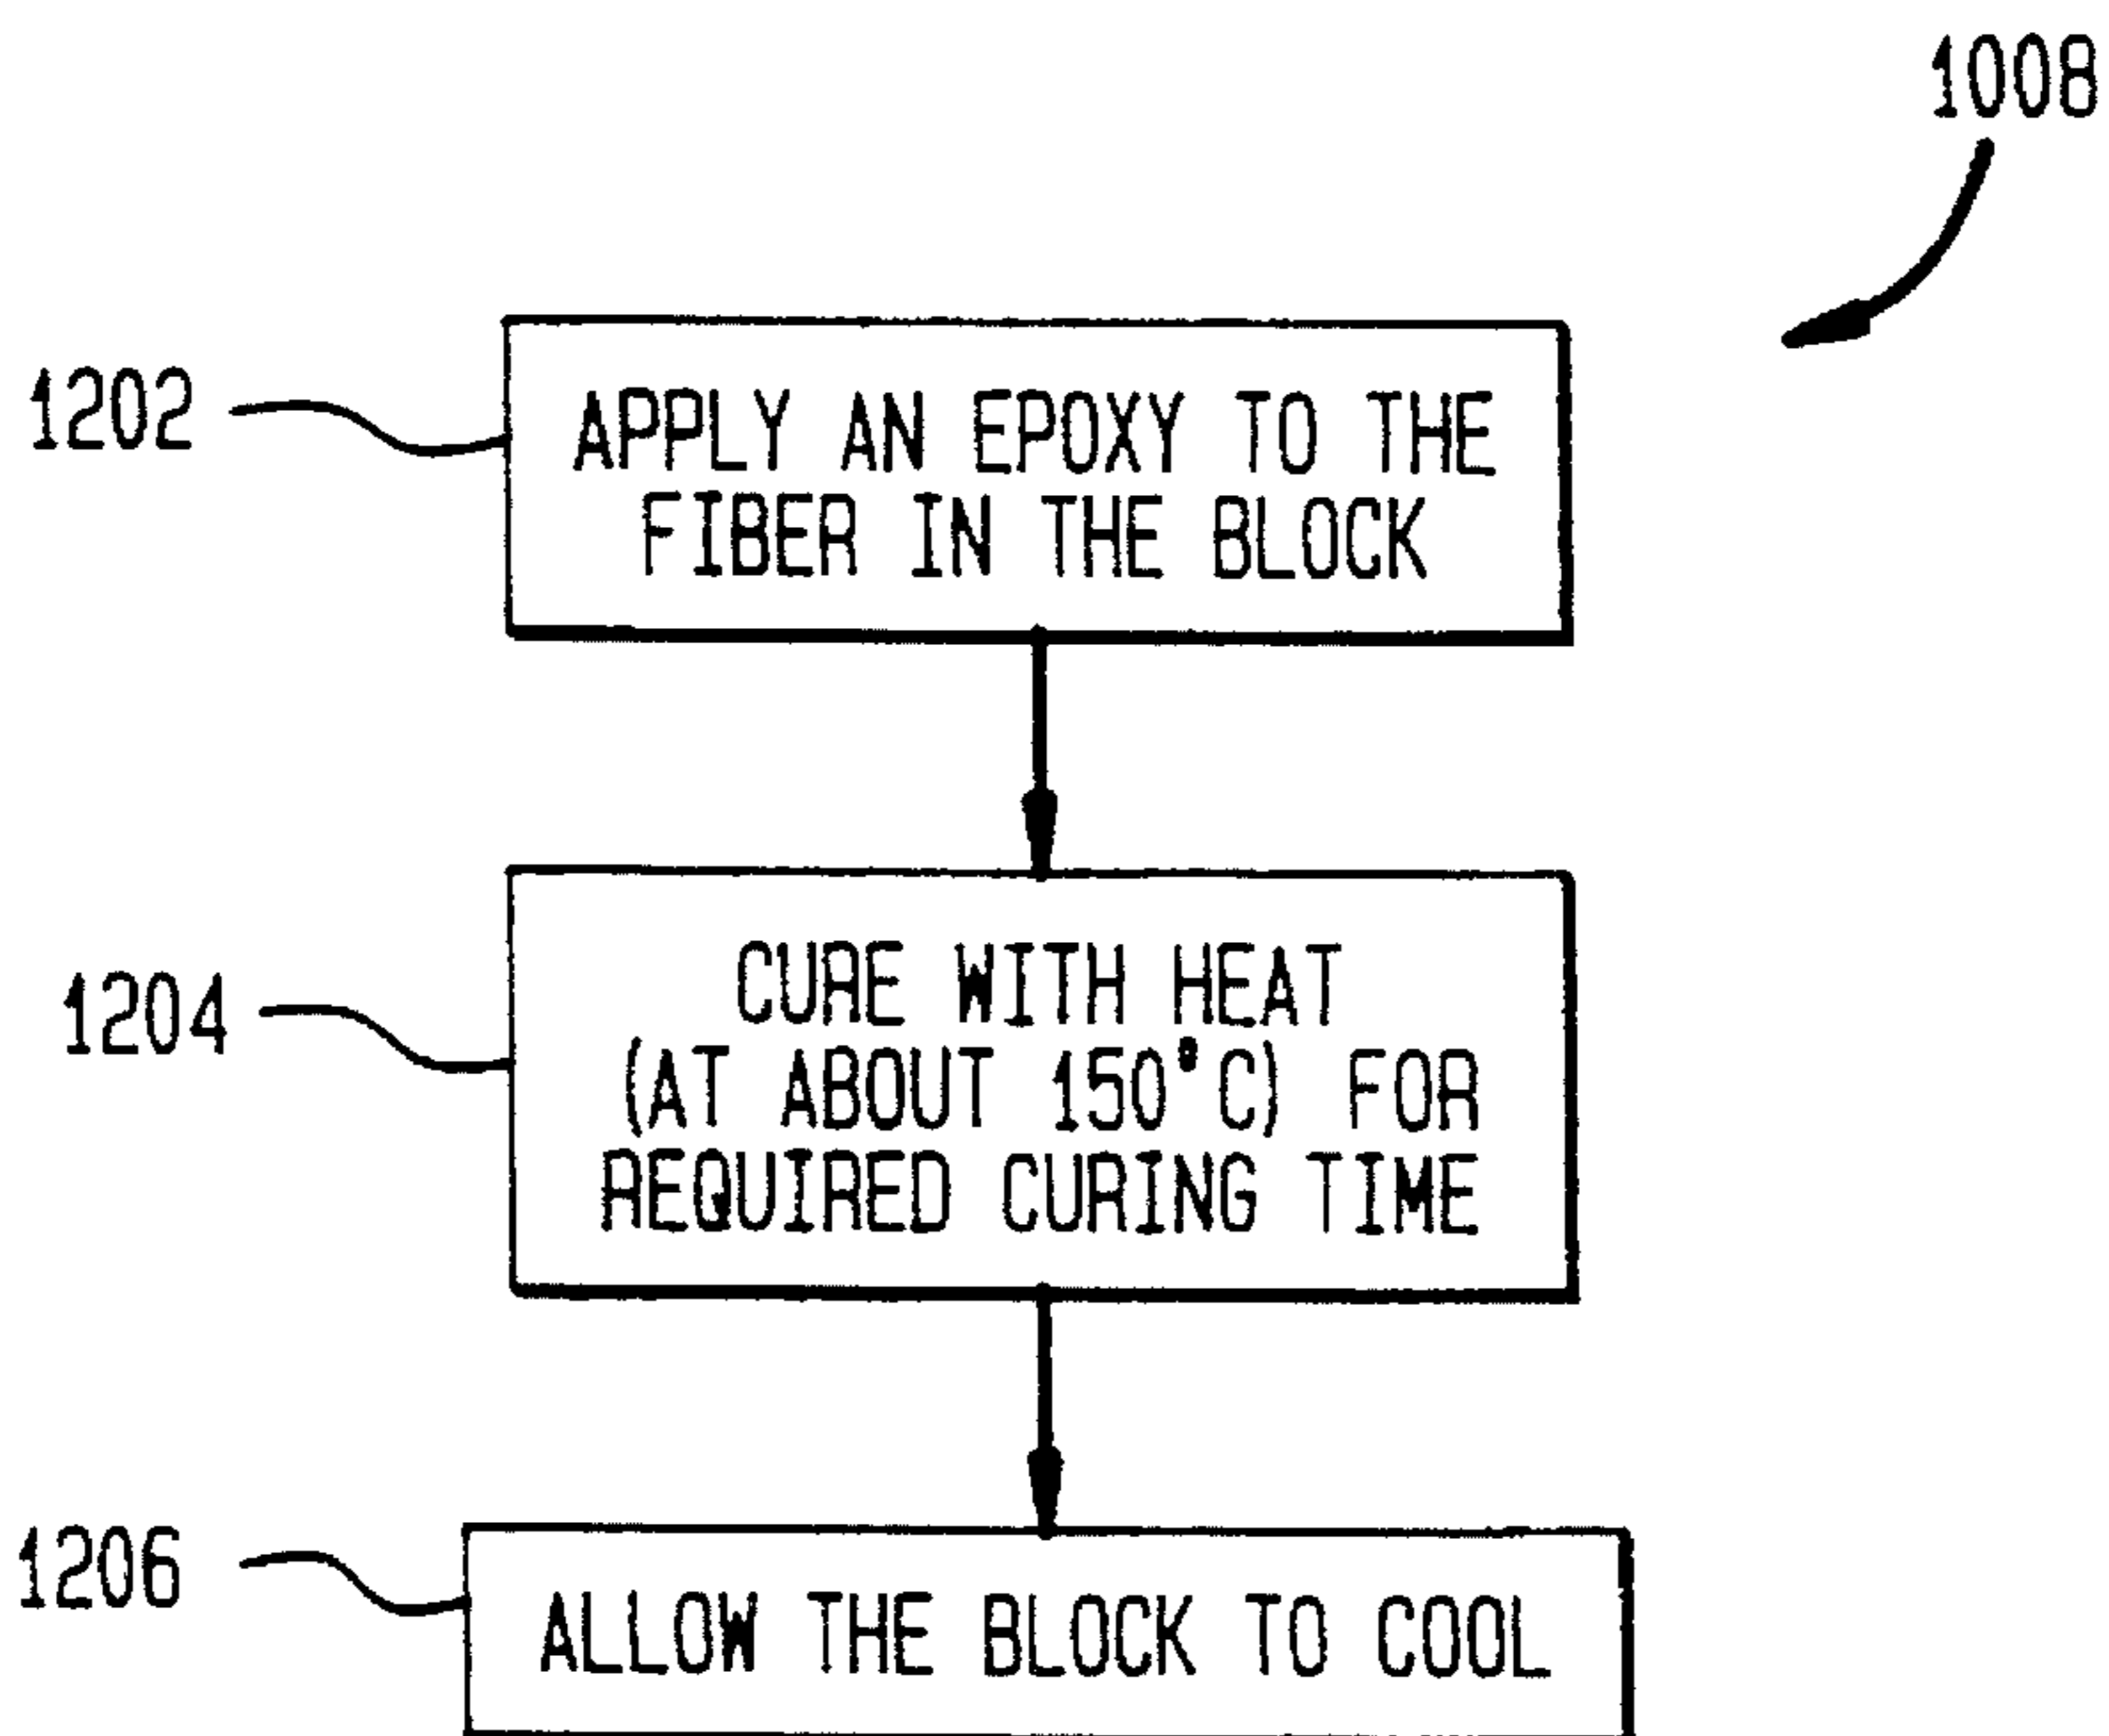 1008
1202
APPLY AN EPOXY TO THE
FIBER IN THE BLOCK
1204
CURE WITH HEAT
(AT ABOUT 150°C) FOR
REQUIRED CURING TIME
1206
ALLOW THE BLOCK TO COOL